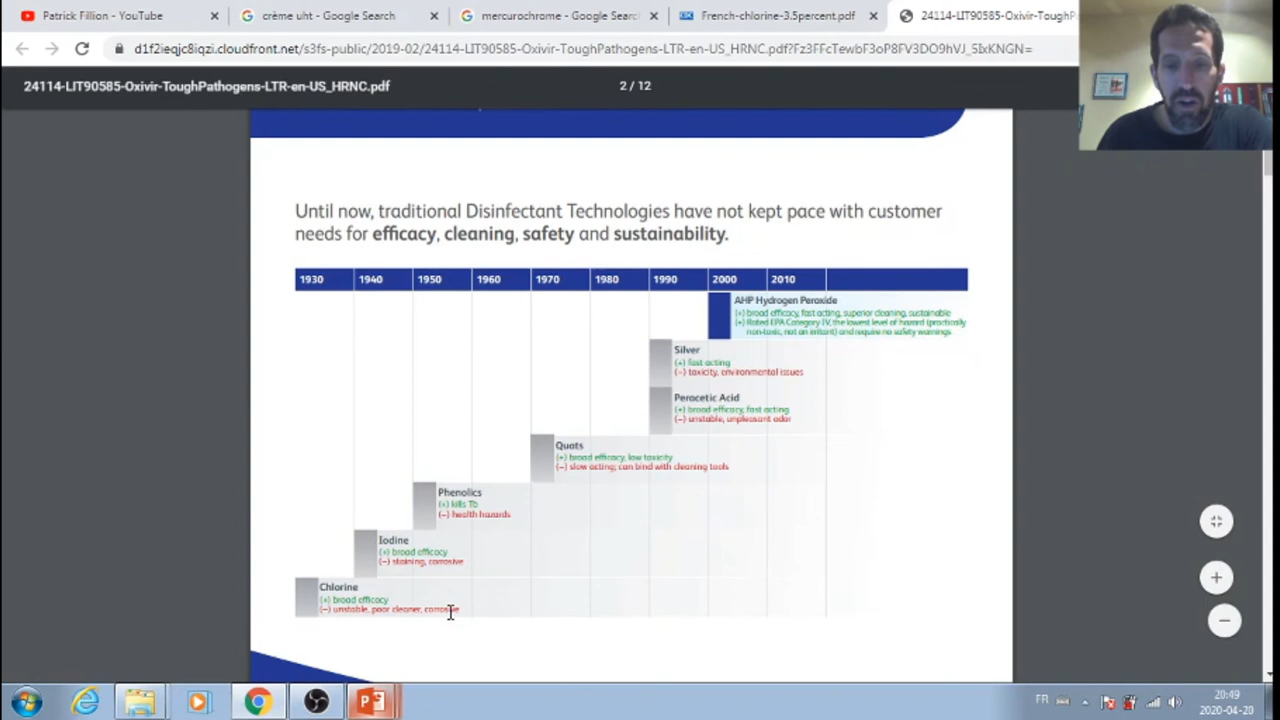 Patrick Fillion - YouTube
crème uht - Google Search
mercurochrome - Google Search
French-chlorine-3.5percent.pdf
24114-LIT90585-Oxivir-ToughP
d1f2ieqjc8iqzi.cloudfront.net/s3fs-public/2019-02/24114-LIT90585-Oxivir-ToughPathogens-LTR-en-US_HRNC.pdf?Fz3FFcTewbF3oP8FV3DO9hVJ_5IxKNGN=
24114-LIT90585-Oxivir-ToughPathogens-LTR-en-US_HRNC.pdf
2 / 12
Until now, traditional Disinfectant Technologies have not kept pace with customer
needs for efficacy, cleaning, safety and sustainability.
1930 1940 1950 1960 1970 1980 1990 2000 2010
AHP Hydrogen Peroxide
(+) broad efficacy, fast acting, superior cleaning, sustainable
(+) Rated EPA Category IV, the lowest level of hazard (practically
non-toxic, not an irritant) and require no safety warnings
Silver
(+) fast acting
(−) toxicity, environmental issues
Peracetic Acid
(+) broad efficacy, fast acting
(−) unstable, unpleasant odor
Quats
(+) broad efficacy, low toxicity
(−) slow acting; can bind with cleaning tools
Phenolics
(+) kills Tb
(−) health hazards
Iodine
(+) broad efficacy
(−) staining, corrosive
Chlorine
(+) broad efficacy
(−) unstable, poor cleaner, corrosive
FR
20:49
2020-04-20